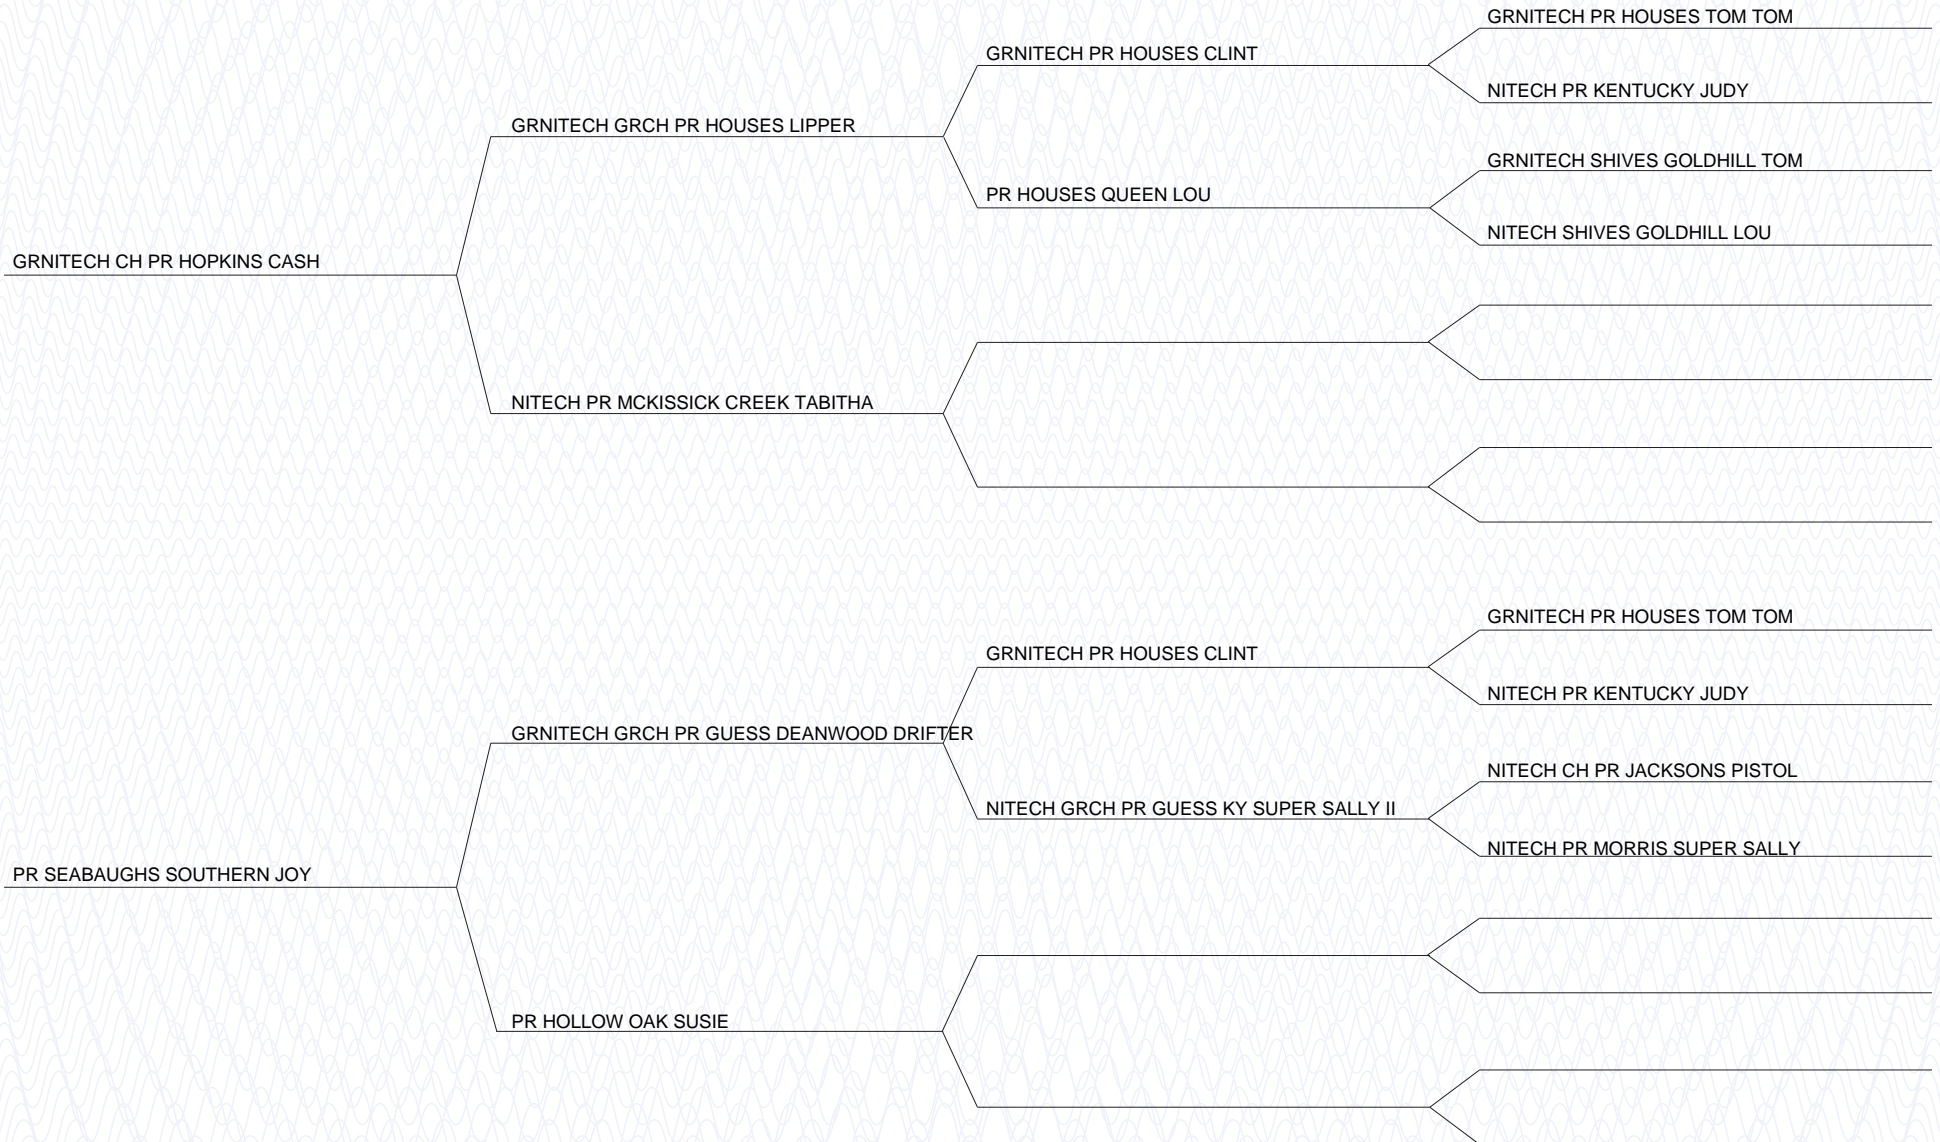 GRNITECH PR HOUSES TOM TOM
GRNITECH PR HOUSES CLINT
NITECH PR KENTUCKY JUDY
GRNITECH GRCH PR HOUSES LIPPER
GRNITECH SHIVES GOLDHILL TOM
PR HOUSES QUEEN LOU
NITECH SHIVES GOLDHILL LOU
GRNITECH CH PR HOPKINS CASH
NITECH PR MCKISSICK CREEK TABITHA
GRNITECH PR HOUSES TOM TOM
GRNITECH PR HOUSES CLINT
NITECH PR KENTUCKY JUDY
GRNITECH GRCH PR GUESS DEANWOOD DRIFTER
NITECH CH PR JACKSONS PISTOL
NITECH GRCH PR GUESS KY SUPER SALLY II
NITECH PR MORRIS SUPER SALLY
PR SEABAUGHS SOUTHERN JOY
PR HOLLOW OAK SUSIE